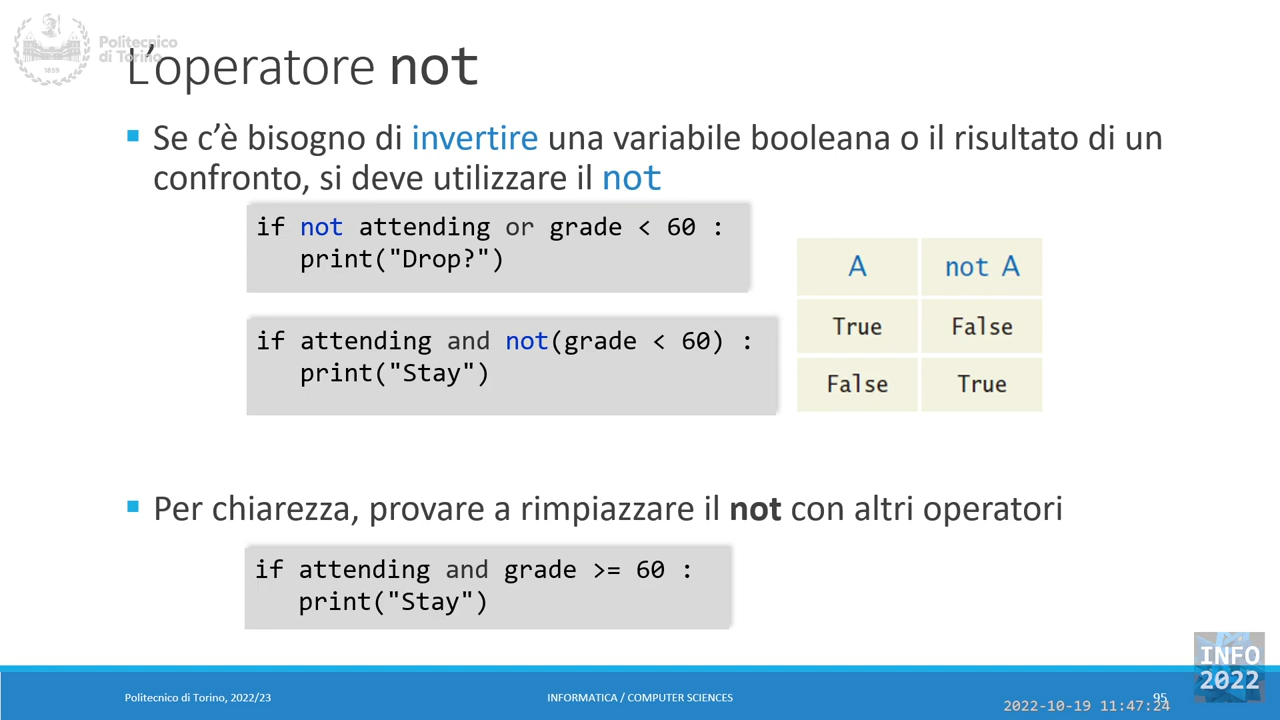 Politecnico
di Torino
1859
L'operatore not
▪ Se c'è bisogno di invertire una variabile booleana o il risultato di un
confronto, si deve utilizzare il not
if not attending or grade < 60 :
print("Drop?")
if attending and not(grade < 60) :
print("Stay")
A not A
True False
False True
▪ Per chiarezza, provare a rimpiazzare il not con altri operatori
if attending and grade >= 60 :
print("Stay")
INFO
2022
Politecnico di Torino, 2022/23
INFORMATICA / COMPUTER SCIENCES
95
2022-10-19 11:47:24